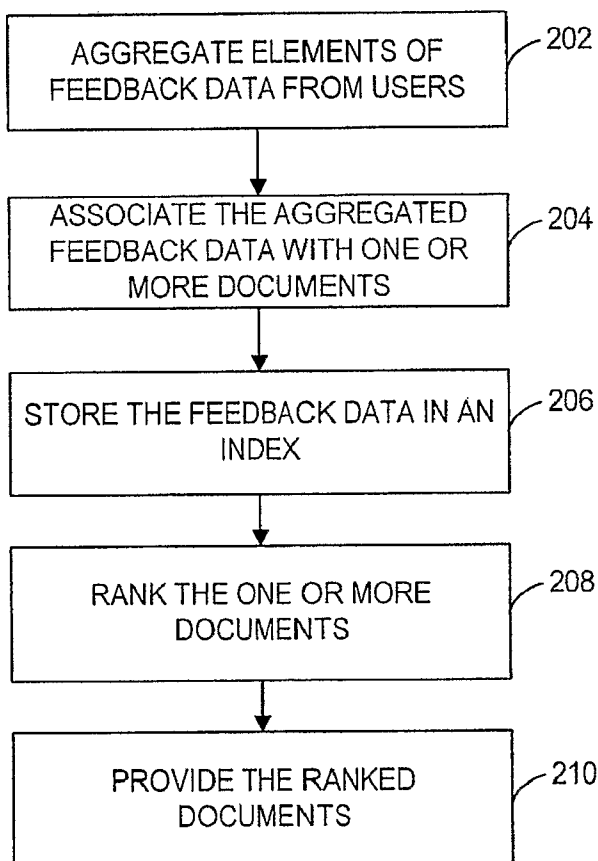 AGGREGATE ELEMENTS OF
FEEDBACK DATA FROM USERS
202
ASSOCIATE THE AGGREGATED
FEEDBACK DATA WITH ONE OR
MORE DOCUMENTS
204
STORE THE FEEDBACK DATA IN AN
INDEX
206
RANK THE ONE OR MORE
DOCUMENTS
208
PROVIDE THE RANKED
DOCUMENTS
210